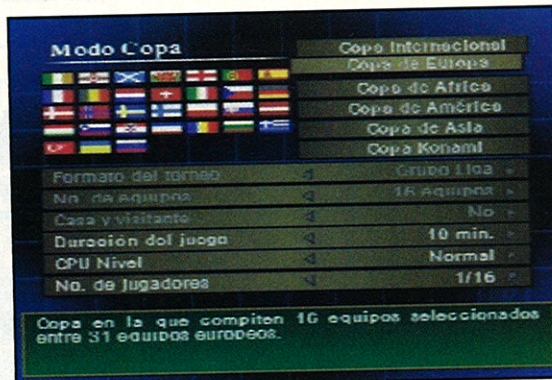 Modo Copa
Copa Internacional
Copa de Europa
Copa de Africa
Copa de América
Copa de Asia
Copa Konami
Formato del torneo Grupo Liga
No. de equipos 16 equipos
Casa y visitante No
Duración del juego 10 min.
CPU Nivel Normal
No. de jugadores 1/16
Copa en la que compiten 16 equipos seleccionados
entre 31 equipos europeos.